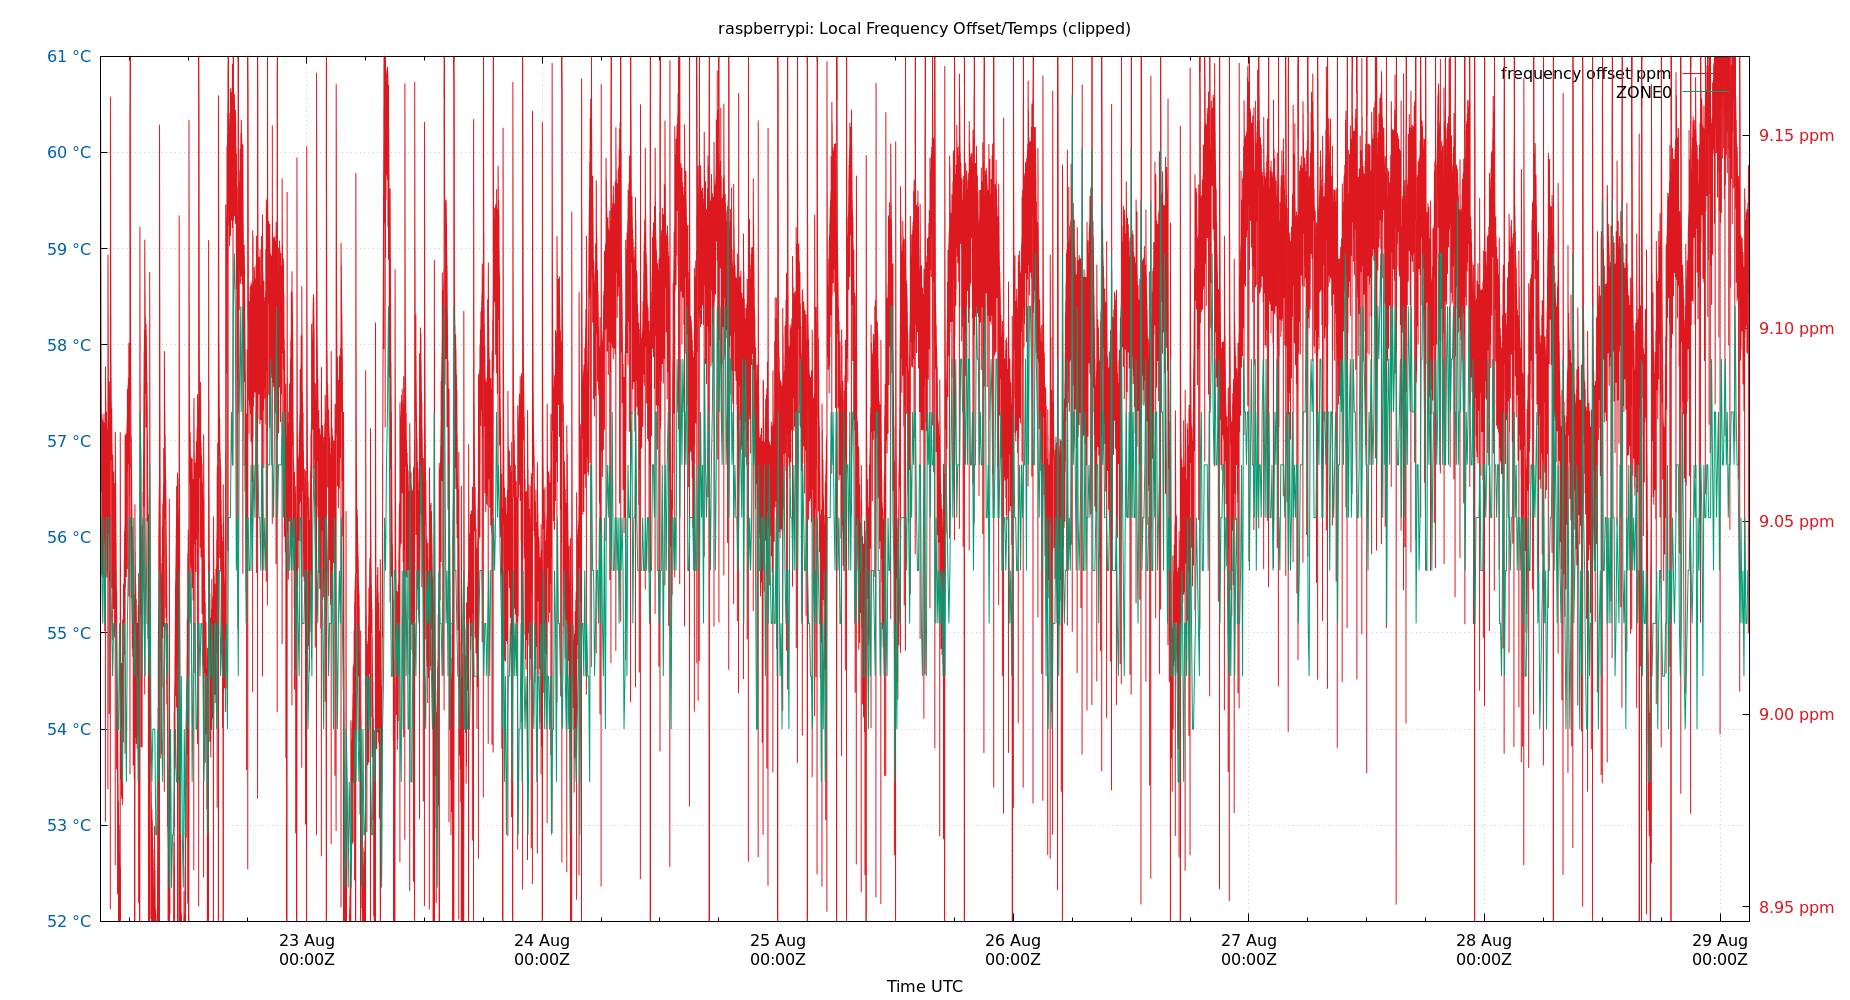 raspberrypi: Local Frequency Offset/Temps (clipped)
61 °C
60 °C
59 °C
58 °C
57 °C
56 °C
55 °C
54 °C
53 °C
52 °C
frequency offset ppm
ZONE0
9.15 ppm
9.10 ppm
9.05 ppm
9.00 ppm
8.95 ppm
23 Aug
00:00Z
24 Aug
00:00Z
25 Aug
00:00Z
26 Aug
00:00Z
27 Aug
00:00Z
28 Aug
00:00Z
29 Aug
00:00Z
Time UTC